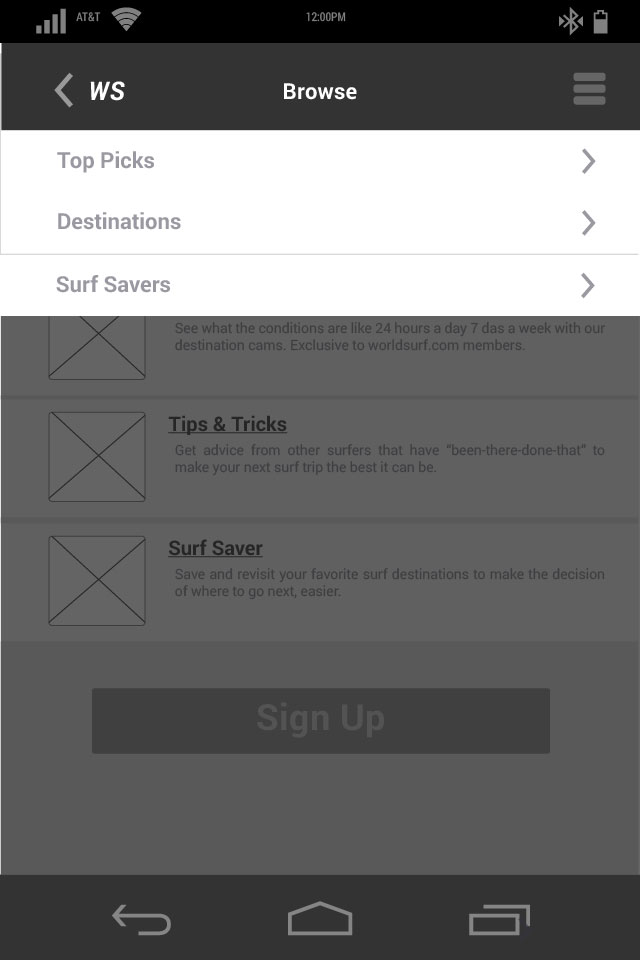 AT&T 12:00PM
WS Browse
Top Picks
Destinations
Surf Savers
See what the conditions are like 24 hours a day 7 das a week with our
destination cams. Exclusive to worldsurf.com members.
Tips & Tricks
Get advice from other surfers that have “been-there-done-that” to
make your next surf trip the best it can be.
Surf Saver
Save and revisit your favorite surf destinations to make the decision
of where to go next, easier.
Sign Up